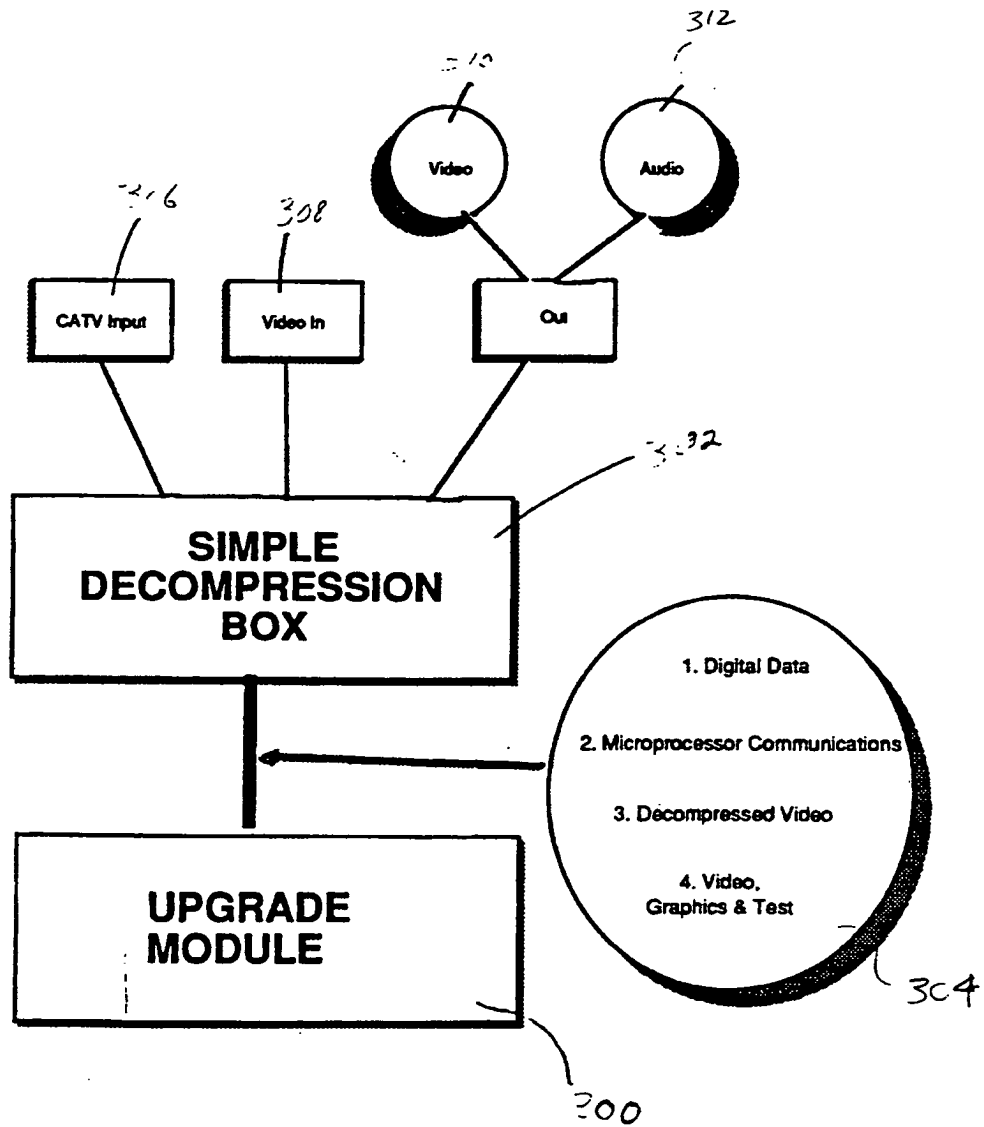 312
Video
Audio
308
CATV Input
Video In
Out
SIMPLE
DECOMPRESSION
BOX
1. Digital Data
2. Microprocessor Communications
3. Decompressed Video
4. Video,
Graphics & Test
UPGRADE
MODULE
304